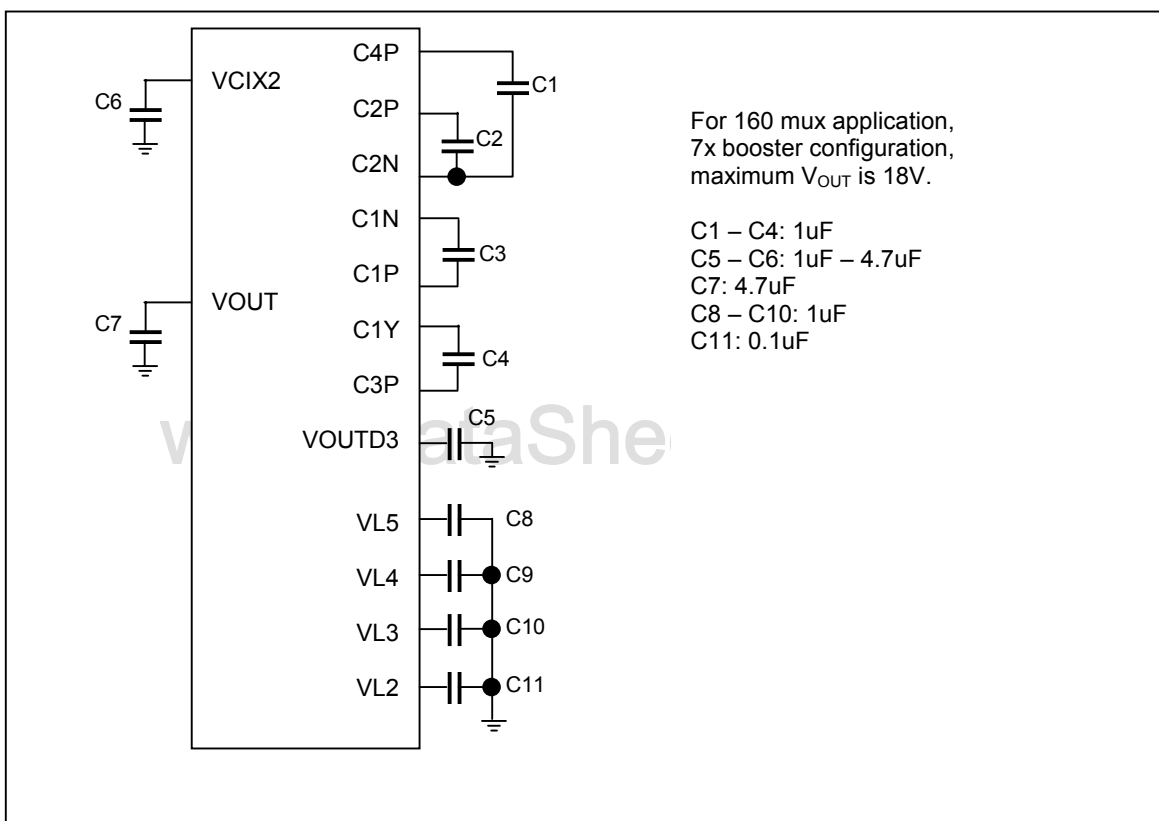 C4P
C1
VCIX2
C6
C2P
C2
C2N
C1N
C3
C1P
VOUT
C7
C1Y
C4
C3P
C5
VOUTD3
VL5
C8
VL4
C9
VL3
C10
VL2
C11
For 160 mux application,
7x booster configuration,
maximum VOUT is 18V.
C1 – C4: 1uF
C5 – C6: 1uF – 4.7uF
C7: 4.7uF
C8 – C10: 1uF
C11: 0.1uF